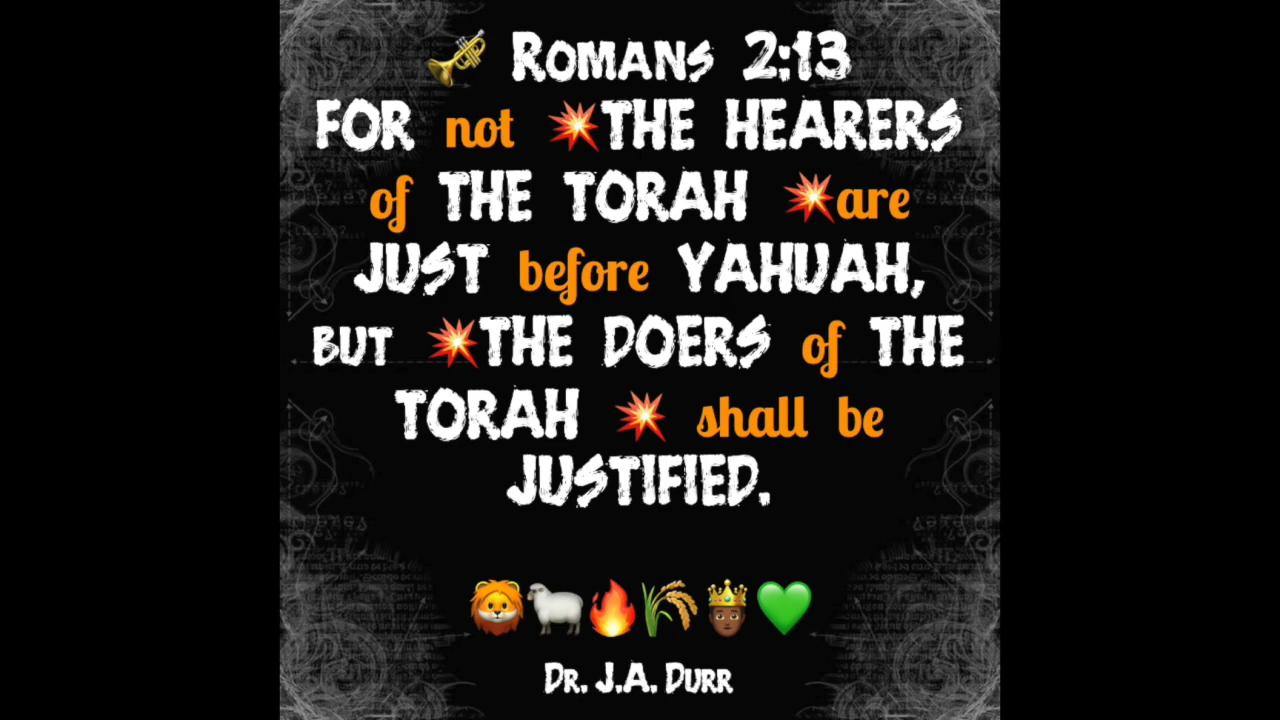 🎺 Romans 2:13
FOR not 💥THE HEARERS
of THE TORAH 💥are
JUST before YAHUAH,
BUT 💥THE DOERS of THE
TORAH 💥 shall be
JUSTIFIED.
🦁🐑🔥🌾🤴🏾💚
Dr. J.A. Durr